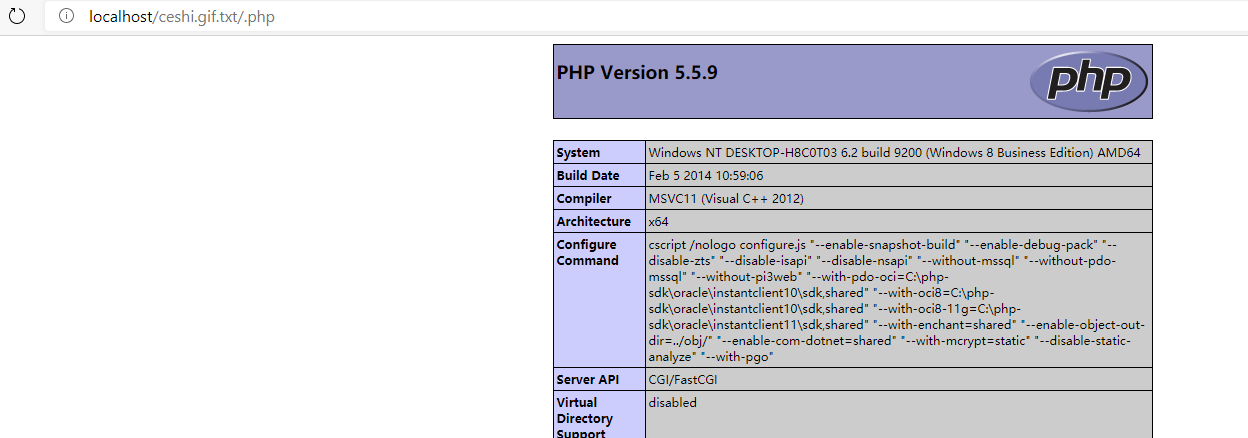 localhost/ceshi.gif.txt/.php
PHP Version 5.5.9
php
System
Windows NT DESKTOP-H8C0T03 6.2 build 9200 (Windows 8 Business Edition) AMD64
Build Date
Feb 5 2014 10:59:06
Compiler
MSVC11 (Visual C++ 2012)
Architecture
x64
Configure
Command
cscript /nologo configure.js "--enable-snapshot-build" "--enable-debug-pack" "--
disable-zts" "--disable-isapi" "--disable-nsapi" "--without-mssql" "--without-pdo-
mssql" "--without-pi3web" "--with-pdo-oci=C:\php-
sdk\oracle\instantclient10\sdk,shared" "--with-oci8=C:\php-
sdk\oracle\instantclient10\sdk,shared" "--with-oci8-11g=C:\php-
sdk\oracle\instantclient11\sdk,shared" "--with-enchant=shared" "--enable-object-out-
dir=../obj/" "--enable-com-dotnet=shared" "--with-mcrypt=static" "--disable-static-
analyze" "--with-pgo"
Server API
CGI/FastCGI
Virtual
Directory
Support
disabled